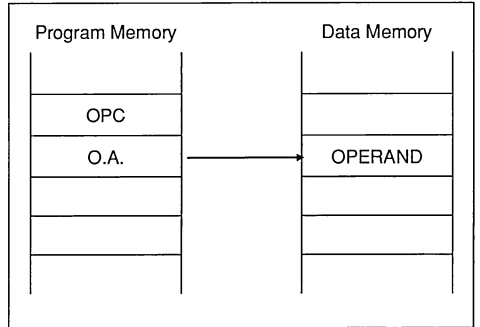 Program Memory
Data Memory
OPC
O.A.
OPERAND